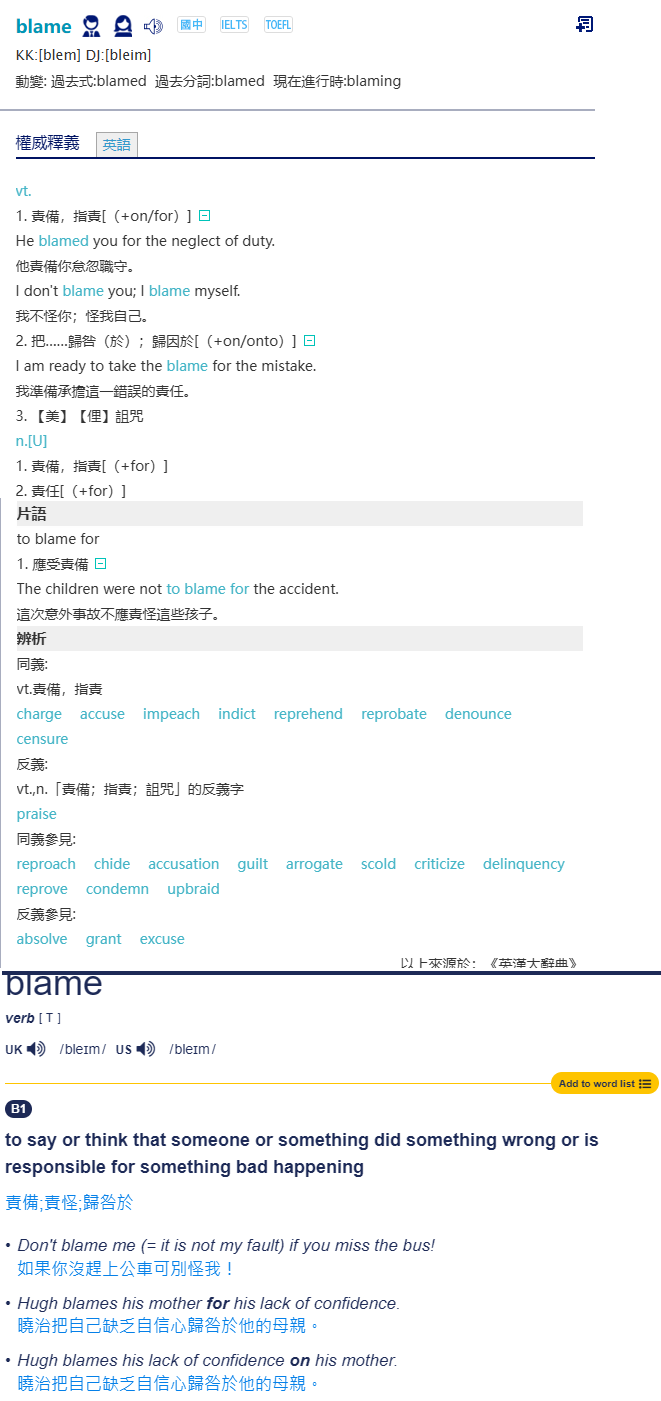 blame 國中 IELTS TOEFL
KK:[blem] DJ:[bleim]
動變: 過去式:blamed 過去分詞:blamed 現在進行時:blaming
權威釋義 英語
vt.
1. 責備，指責[（+on/for）]
He blamed you for the neglect of duty.
他責備你怠忽職守。
I don't blame you; I blame myself.
我不怪你；怪我自己。
2. 把......歸咎（於）；歸因於[（+on/onto）]
I am ready to take the blame for the mistake.
我準備承擔這一錯誤的責任。
3. 【美】【俚】詛咒
n.[U]
1. 責備，指責[（+for）]
2. 責任[（+for）]
片語
to blame for
1. 應受責備
The children were not to blame for the accident.
這次意外事故不應責怪這些孩子。
辨析
同義:
vt.責備，指責
charge accuse impeach indict reprehend reprobate denounce
censure
反義:
vt.,n.「責備；指責；詛咒」的反義字
praise
同義參見:
reproach chide accusation guilt arrogate scold criticize delinquency
reprove condemn upbraid
反義參見:
absolve grant excuse
以上來源於：《英漢大辭典》
blame
verb [ T ]
UK /bleɪm/ US /bleɪm/
Add to word list
B1
to say or think that someone or something did something wrong or is
responsible for something bad happening
責備;責怪;歸咎於
• Don't blame me (= it is not my fault) if you miss the bus!
如果你沒趕上公車可別怪我！
• Hugh blames his mother for his lack of confidence.
曉治把自己缺乏自信心歸咎於他的母親。
• Hugh blames his lack of confidence on his mother.
曉治把自己缺乏自信心歸咎於他的母親。